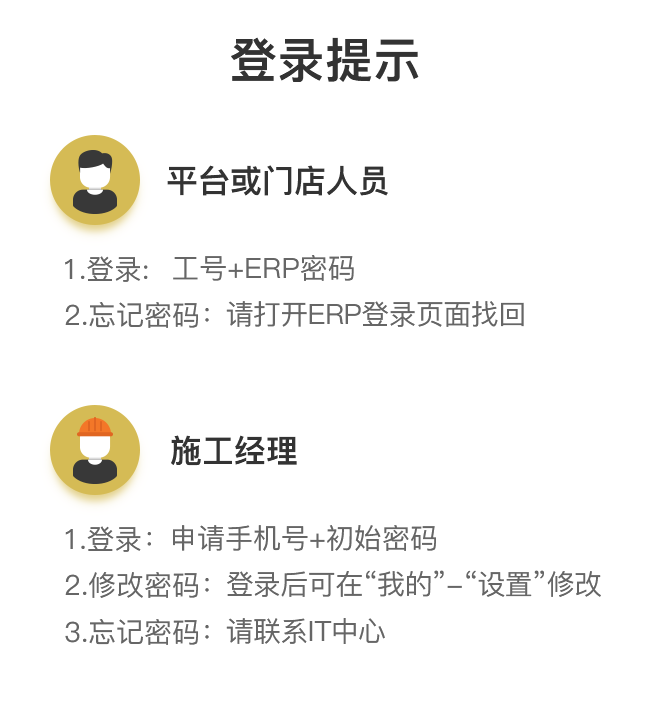 登录提示
平台或门店人员
1.登录： 工号+ERP密码
2.忘记密码：请打开ERP登录页面找回
施工经理
1.登录：申请手机号+初始密码
2.修改密码：登录后可在“我的”–“设置”修改
3.忘记密码：请联系IT中心